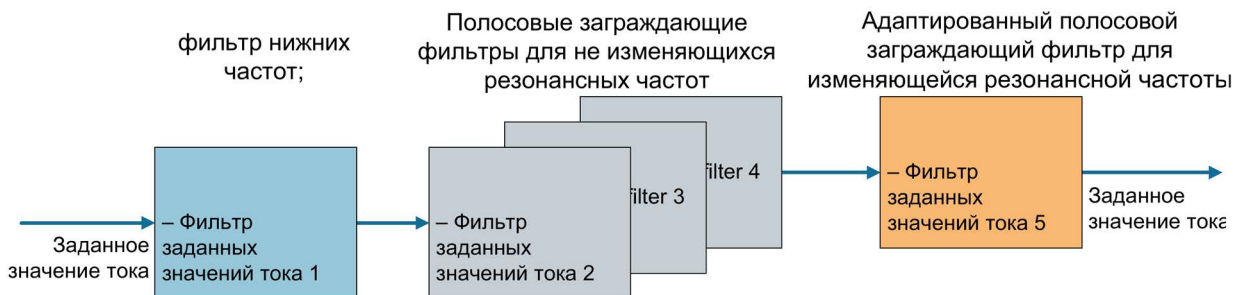 фильтр нижних
частот;
Полосовые заграждающие
фильтры для не изменяющихся
резонансных частот
Адаптированный полосовой
заграждающий фильтр для
изменяющейся резонансной частоты
Заданное
значение тока
– Фильтр
заданных
значений тока 1
– Фильтр
заданных
значений тока 2
filter 3
filter 4
– Фильтр
заданных
значений тока 5
Заданное
значение тока